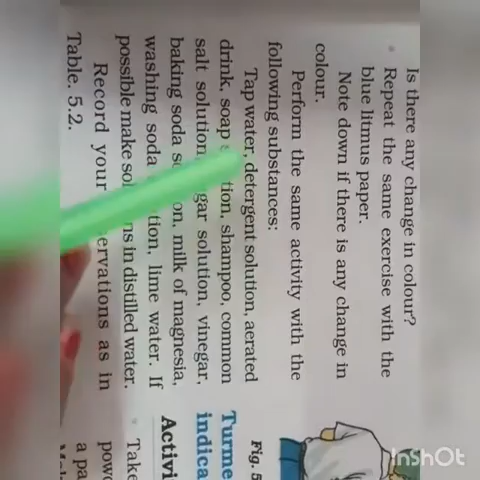 Is there any change in colour?
• Repeat the same exercise with the
blue litmus paper.
Note down if there is any change in
colour.
Perform the same activity with the
following substances:
Tap water, detergent solution, aerated
drink, soap tion, shampoo, common
salt solution, gar solution, vinegar,
baking soda s on, milk of magnesia,
washing soda tion, lime water. If
possible make so ns in distilled water.
Record your ervations as in
Table. 5.2.
Fig. 5
Turme
indica
Activi
• Take
powd
a pa
InShOt